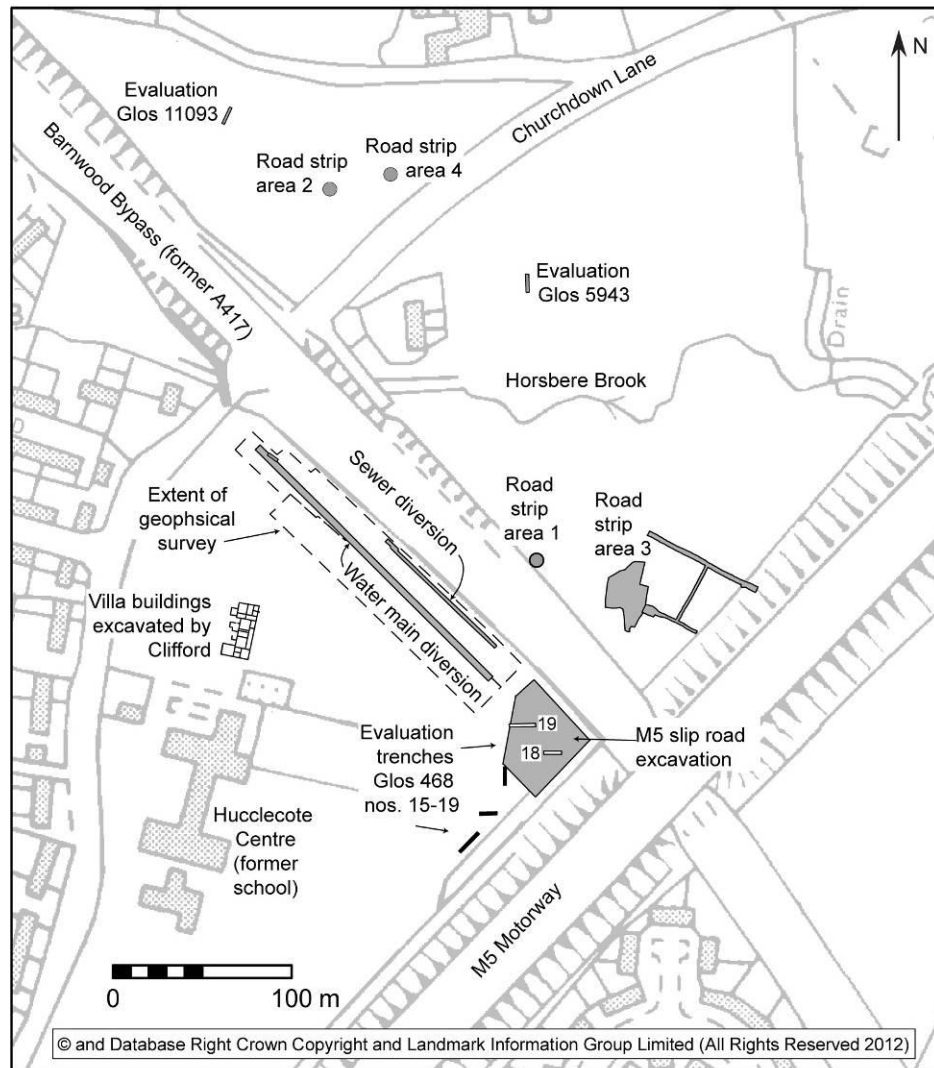 N
Churchdown Lane
Evaluation
Glos 11093
Road strip
area 2
Road strip
area 4
Barnwood Bypass (former A417)
Evaluation
Glos 5943
Drain
Horsbere Brook
Sewer diversion
Extent of
geophsical
survey
Road
strip
area 1
Road
strip
area 3
Water main diversion
Villa buildings
excavated by
Clifford
19
18
M5 slip road
excavation
Evaluation
trenches
Glos 468
nos. 15-19
Hucclecote
Centre
(former
school)
M5 Motorway
0
100 m
© and Database Right Crown Copyright and Landmark Information Group Limited (All Rights Reserved 2012)